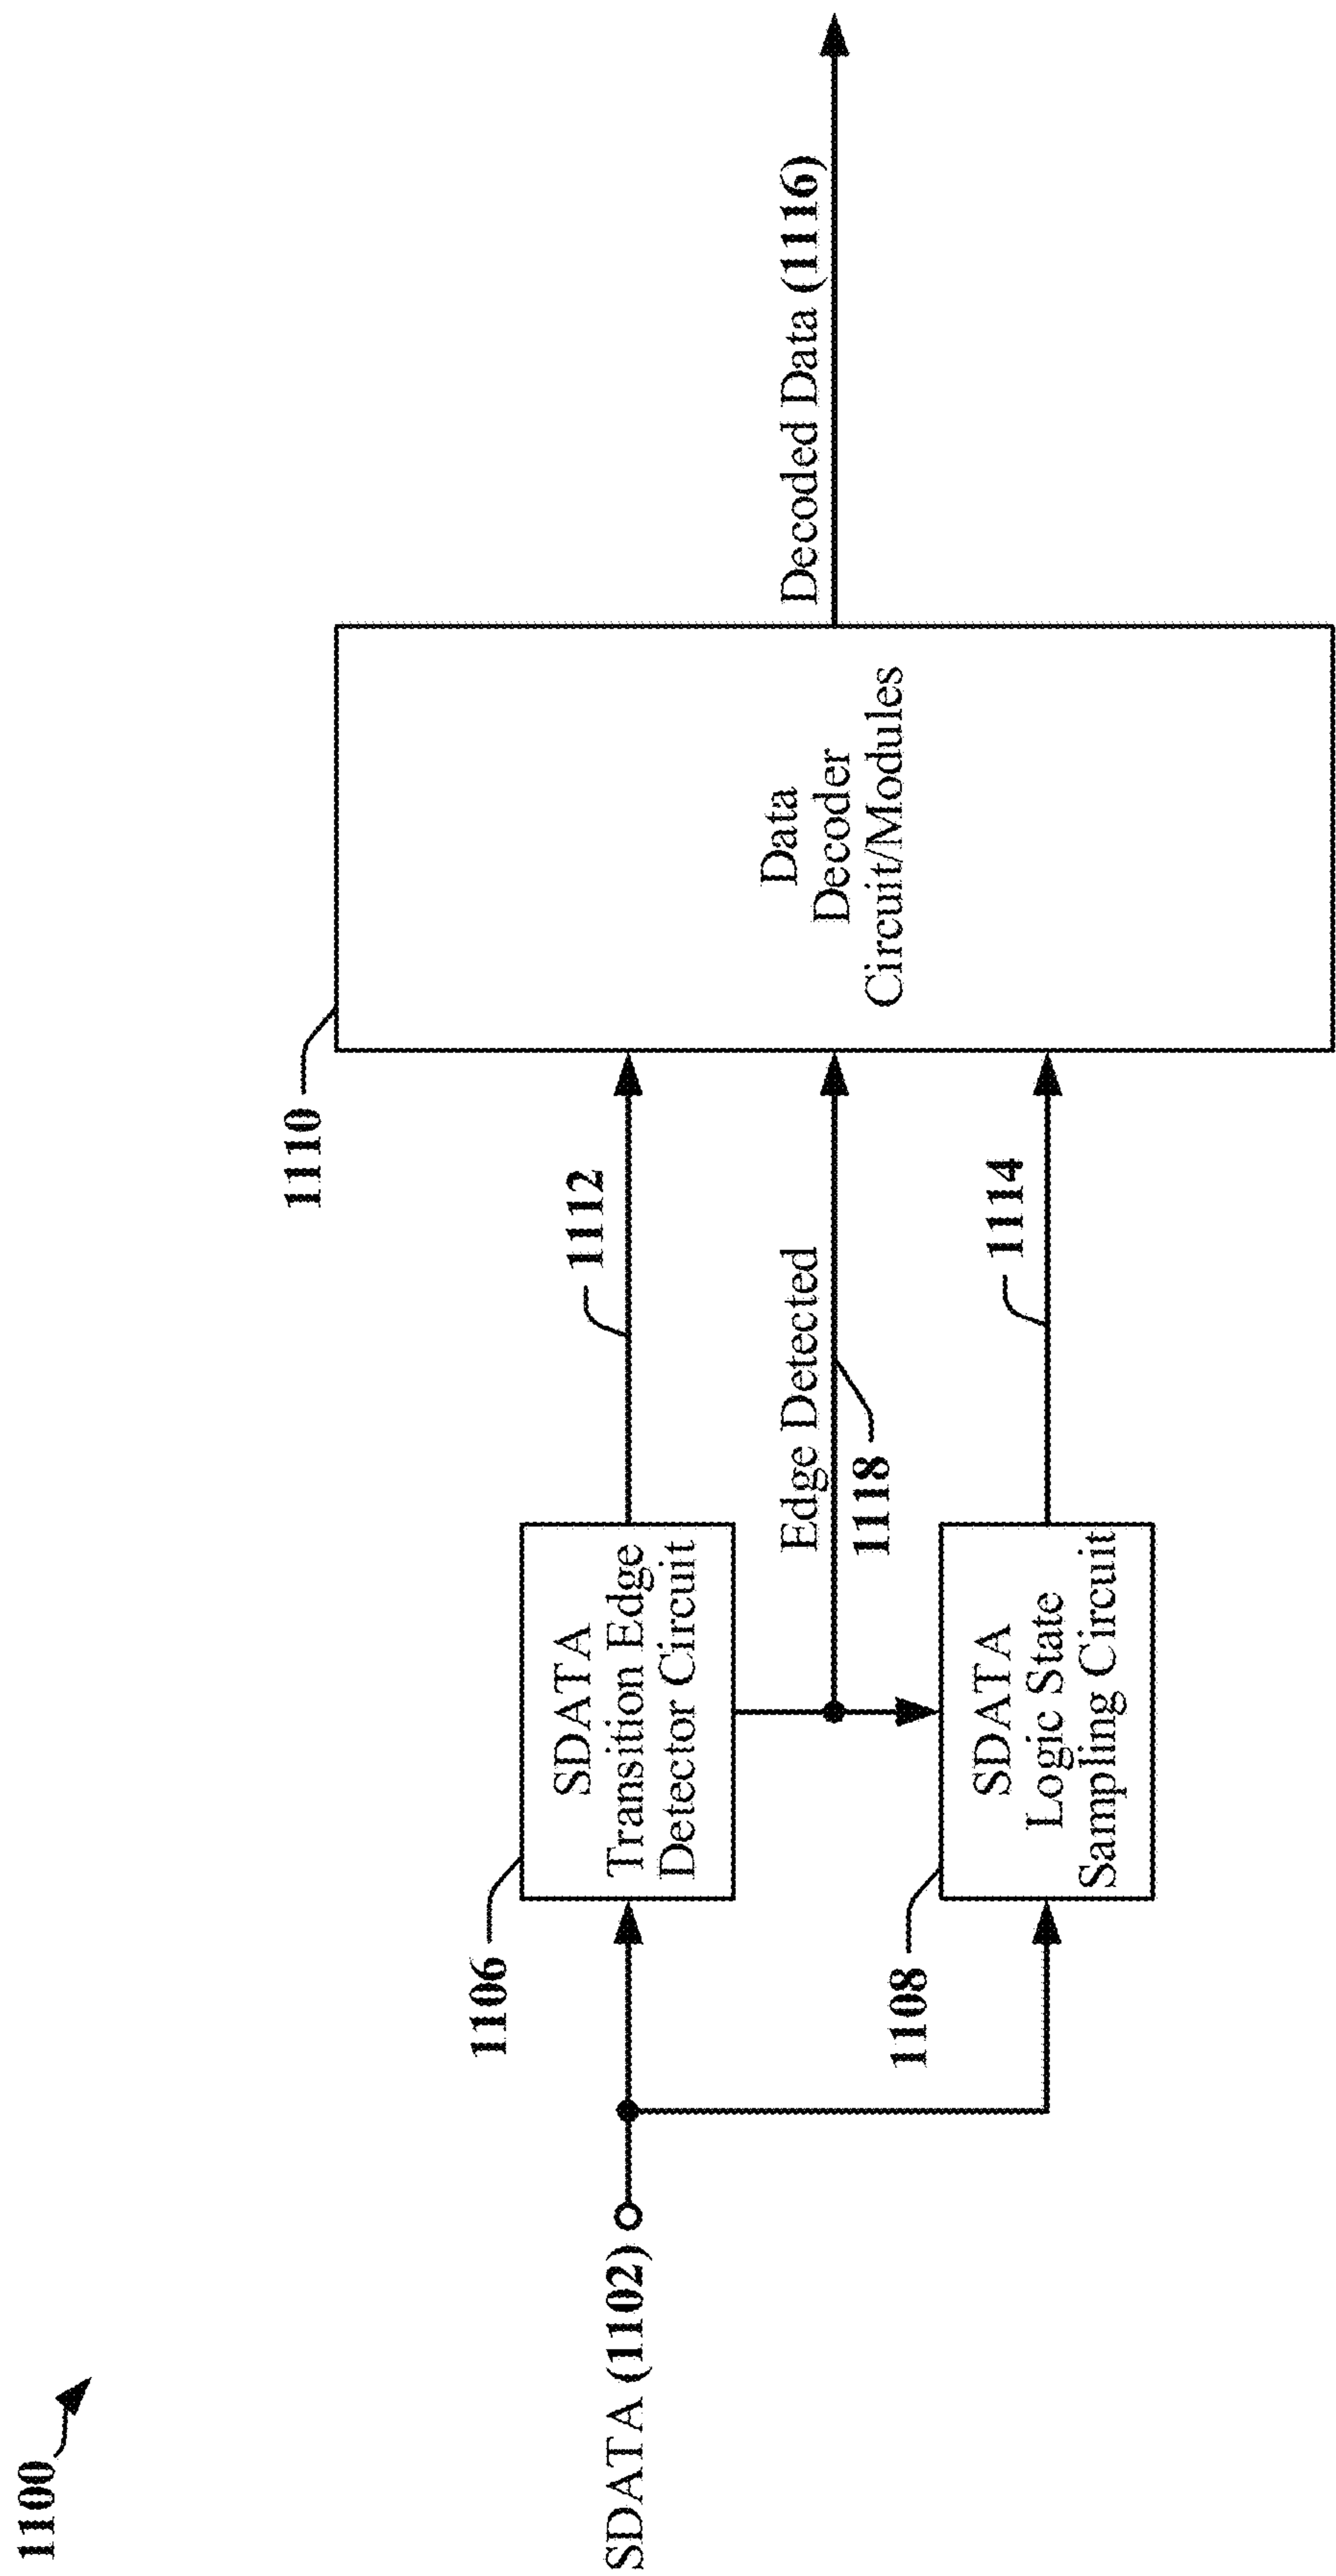 1100
1110
1106
SDATA
Transition Edge
Detector Circuit
1112
SDATA (1102)
Edge Detected
1118
Data
Decoder
Circuit/Modules
Decoded Data (1116)
1108
SDATA
Logic State
Sampling Circuit
1114